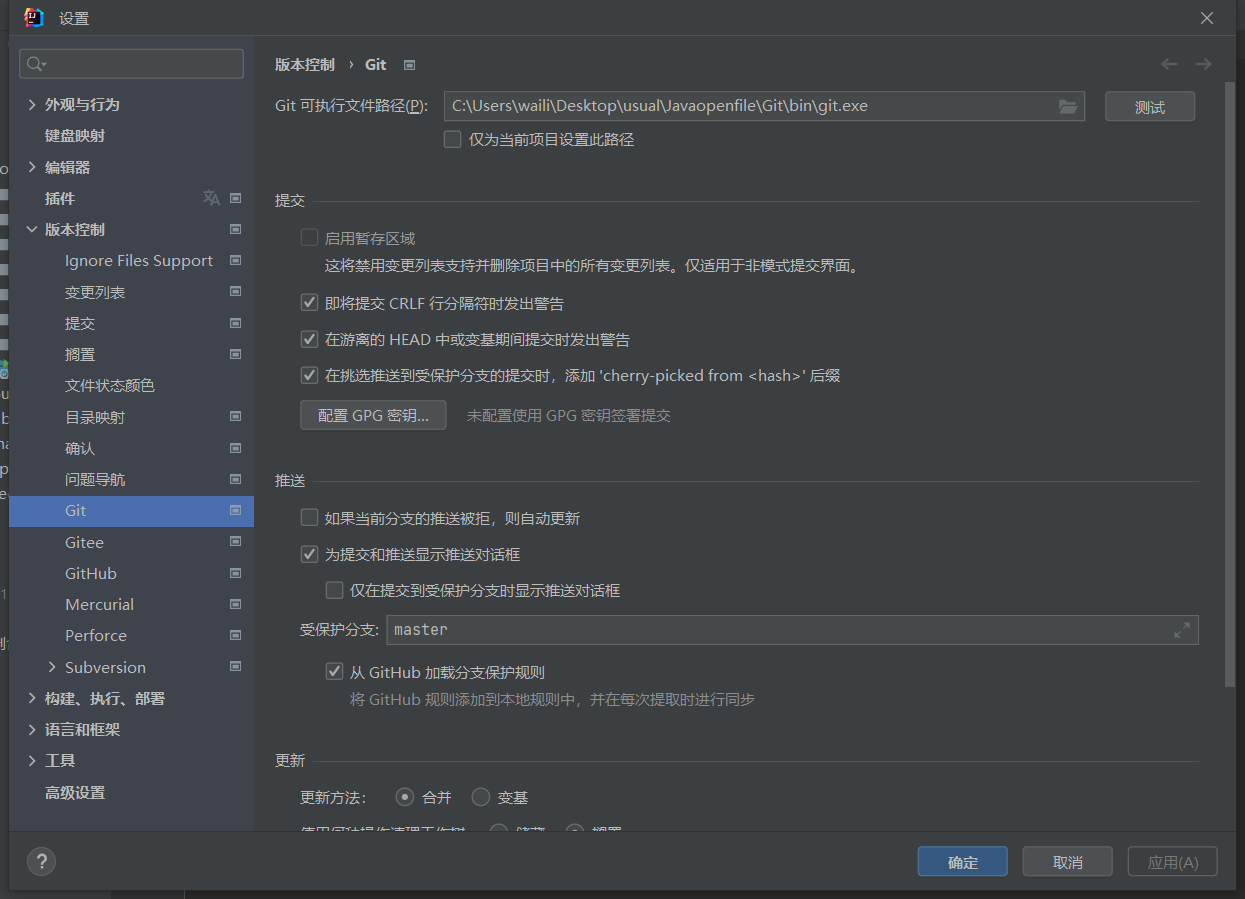 设置
外观与行为
键盘映射
编辑器
插件
版本控制
Ignore Files Support
变更列表
提交
搁置
文件状态颜色
目录映射
确认
问题导航
Git
Gitee
GitHub
Mercurial
Perforce
Subversion
构建、执行、部署
语言和框架
工具
高级设置
版本控制 › Git
Git 可执行文件路径(P): C:\Users\waili\Desktop\usual\Javaopenfile\Git\bin\git.exe 测试
仅为当前项目设置此路径
提交
启用暂存区域
这将禁用变更列表支持并删除项目中的所有变更列表。仅适用于非模式提交界面。
即将提交 CRLF 行分隔符时发出警告
在游离的 HEAD 中或变基期间提交时发出警告
在挑选推送到受保护分支的提交时，添加 'cherry-picked from <hash>' 后缀
配置 GPG 密钥... 未配置使用 GPG 密钥签署提交
推送
如果当前分支的推送被拒，则自动更新
为提交和推送显示推送对话框
仅在提交到受保护分支时显示推送对话框
受保护分支: master
从 GitHub 加载分支保护规则
将 GitHub 规则添加到本地规则中，并在每次提取时进行同步
更新
更新方法： 合并 变基
? 确定 取消 应用(A)